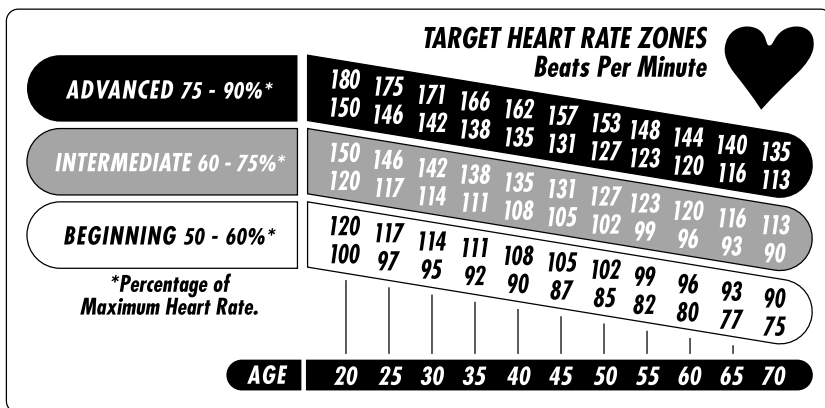 TARGET HEART RATE ZONES
Beats Per Minute
ADVANCED 75 - 90%*
180 175 171 166 162 157 153 148 144 140 135
150 146 142 138 135 131 127 123 120 116 113
INTERMEDIATE 60 - 75%*
150 146 142 138 135 131 127 123 120 116 113
120 117 114 111 108 105 102 99 96 93 90
BEGINNING 50 - 60%*
120 117 114 111 108 105 102 99 96 93 90
100 97 95 92 90 87 85 82 80 77 75
*Percentage of
Maximum Heart Rate.
AGE 20 25 30 35 40 45 50 55 60 65 70